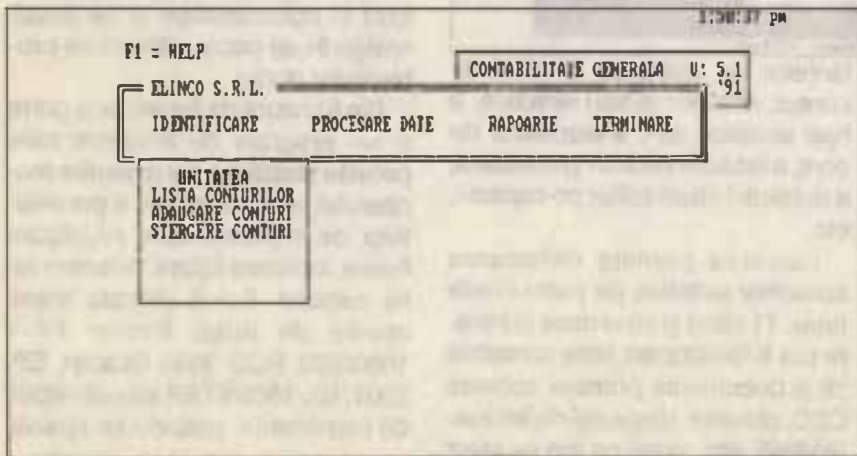 1:50:37 pm
F1 = HELP
CONTABILITATE GENERALA V: 5.1
'91
ELINCO S.R.L.
IDENTIFICARE PROCESARE DATE RAPOARTE TERMINARE
UNITATEA
LISTA CONTURILOR
ADAUGARE CONTURI
STERGERE CONTURI